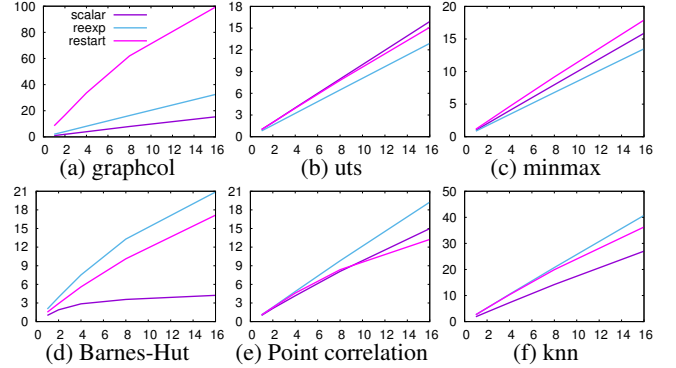 100
80
60
40
20
0
scalar
reexp
restart
0 2 4 6 8 10 12 14 16
(a) graphcol
18
15
12
9
6
3
0
0 2 4 6 8 10 12 14 16
(b) uts
20
15
10
5
0
0 2 4 6 8 10 12 14 16
(c) minmax
21
18
15
12
9
6
3
0
0 2 4 6 8 10 12 14 16
(d) Barnes-Hut
21
18
15
12
9
6
3
0
0 2 4 6 8 10 12 14 16
(e) Point correlation
50
40
30
20
10
0
0 2 4 6 8 10 12 14 16
(f) knn